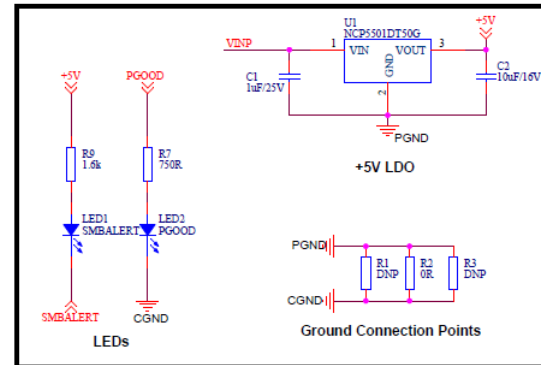 U1
NCP5501DT50G
+5V
VINP
1
VIN
VOUT
3
GND
2
C1
1uF/25V
C2
10uF/16V
PGND
+5V LDO
+5V
PGOOD
R9
1.6k
R7
750R
LED1
SMBALERT
LED2
PGOOD
SMBALERT
CGND
LEDs
PGND
R1
DNP
R2
0R
R3
DNP
CGND
Ground Connection Points